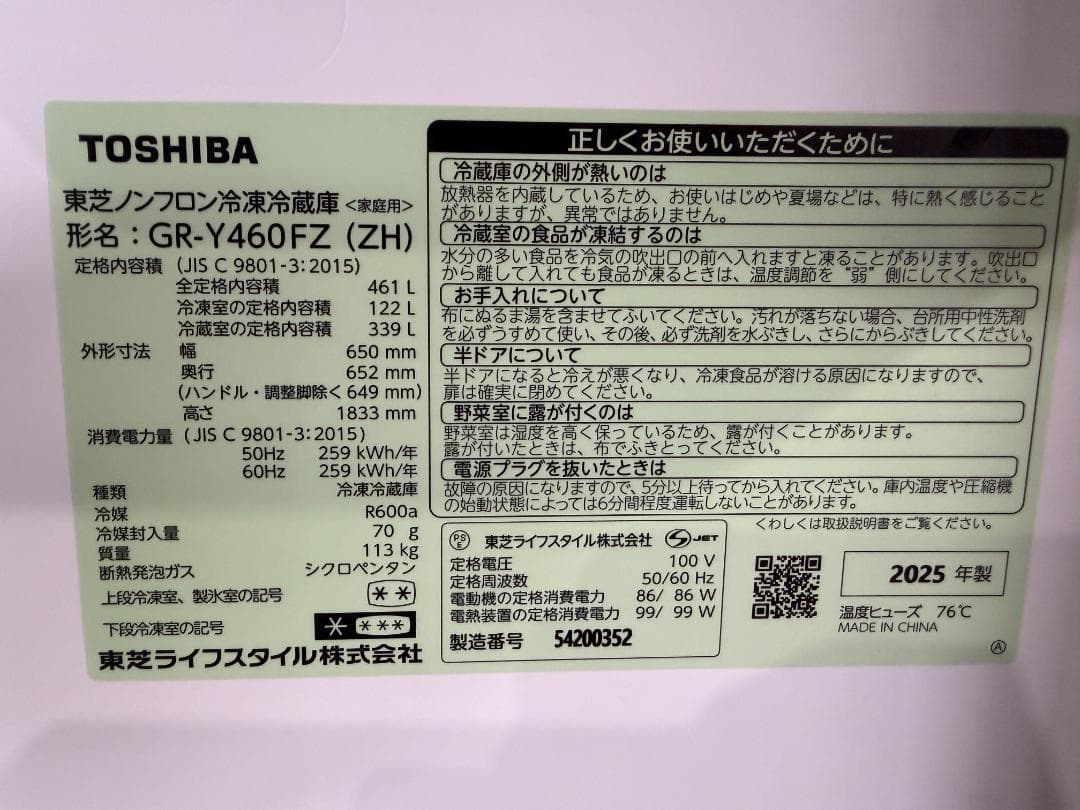 TOSHIBA
東芝ノンフロン冷凍冷蔵庫 <家庭用>
形名：GR-Y460FZ (ZH)
定格内容積 (JIS C 9801-3:2015)
全定格内容積 461 L
冷凍室の定格内容積 122 L
冷蔵室の定格内容積 339 L
外形寸法 幅 650 mm
奥行 652 mm
(ハンドル・調整脚除く 649 mm)
高さ 1833 mm
消費電力量 (JIS C 9801-3:2015)
50Hz 259 kWh/年
60Hz 259 kWh/年
種類 冷凍冷蔵庫
冷媒 R600a
冷媒封入量 70 g
質量 113 kg
断熱発泡ガス シクロペンタン
上段冷凍室、製氷室の記号 **
下段冷凍室の記号 * ***
東芝ライフスタイル株式会社
正しくお使いいただくために
冷蔵庫の外側が熱いのは
放熱器を内蔵しているため、お使いはじめや夏場などは、特に熱く感じること
がありますが、異常ではありません。
冷蔵室の食品が凍結するのは
水分の多い食品を冷気の吹出口の前へ入れますと凍ることがあります。吹出口
から離して入れても食品が凍るときは、温度調節を“弱”側にしてください。
お手入れについて
布にぬるま湯を含ませてふいてください。汚れが落ちない場合、台所用中性洗剤
を必ずうすめて使い、その後、必ず洗剤を水ぶきし、さらにからぶきしてください。
半ドアについて
半ドアになると冷えが悪くなり、冷凍食品が溶ける原因になりますので、
扉は確実に閉めてください。
野菜室に露が付くのは
野菜室は湿度を高く保っているため、露が付くことがあります。
露が付いたときは、布でふきとってください。
電源プラグを抜いたときは
故障の原因になりますので、5分以上待ってから入れてください。庫内温度や圧縮機
の始動状態によっては6分間程度運転しないことがあります。
くわしくは取扱説明書をご覧ください。
PS E 東芝ライフスタイル株式会社 JET
定格電圧 100 V
定格周波数 50/60 Hz
電動機の定格消費電力 86/ 86 W
電熱装置の定格消費電力 99/ 99 W
製造番号 54200352
2025 年製
温度ヒューズ 76℃
MADE IN CHINA
Ⓐ